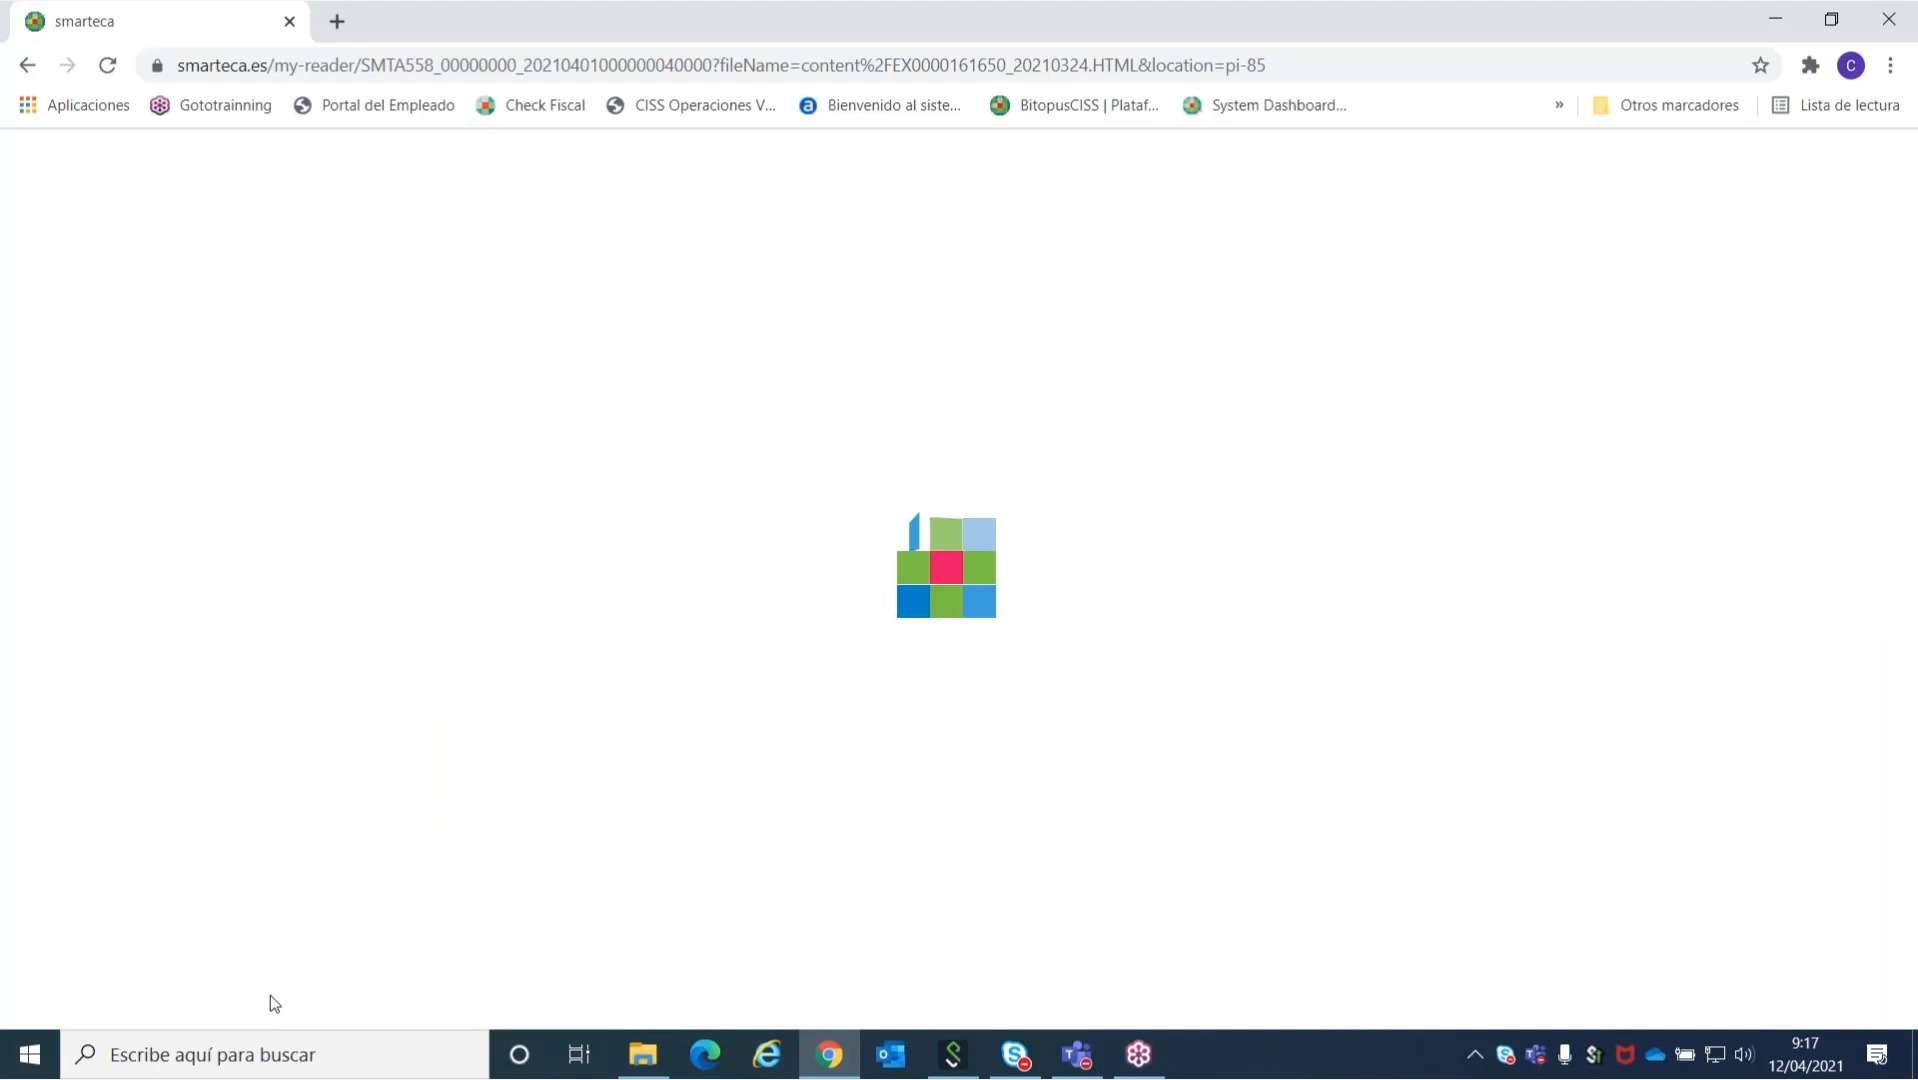 smarteca
smarteca.es/my-reader/SMTA558_00000000_20210401000000040000?fileName=content%2FEX0000161650_20210324.HTML&location=pi-85
C
Aplicaciones Gototrainning Portal del Empleado Check Fiscal CISS Operaciones V... Bienvenido al siste... BitopusCISS | Plataf... System Dashboard... » Otros marcadores Lista de lectura
Escribe aquí para buscar
9:17
12/04/2021